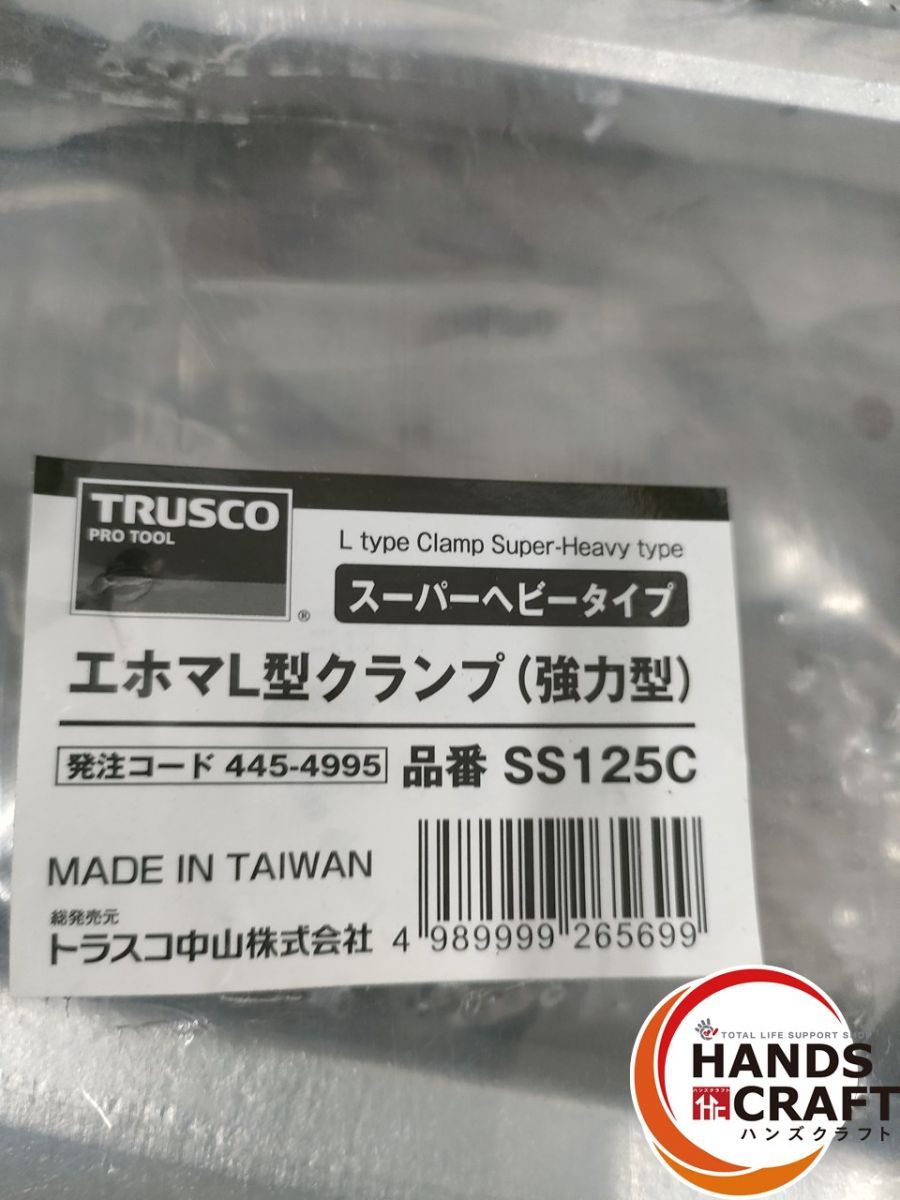 TRUSCO
PRO TOOL
®
L type Clamp Super-Heavy type
スーパーヘビータイプ
エホマL型クランプ(強力型)
発注コード 445-4995 品番 SS125C
MADE IN TAIWAN
総発売元
トラスコ中山株式会社
4 989999 265699
TOTAL LIFE SUPPORT SHOP
HANDS
ハンズクラフト
CRAFT
ハンズクラフト